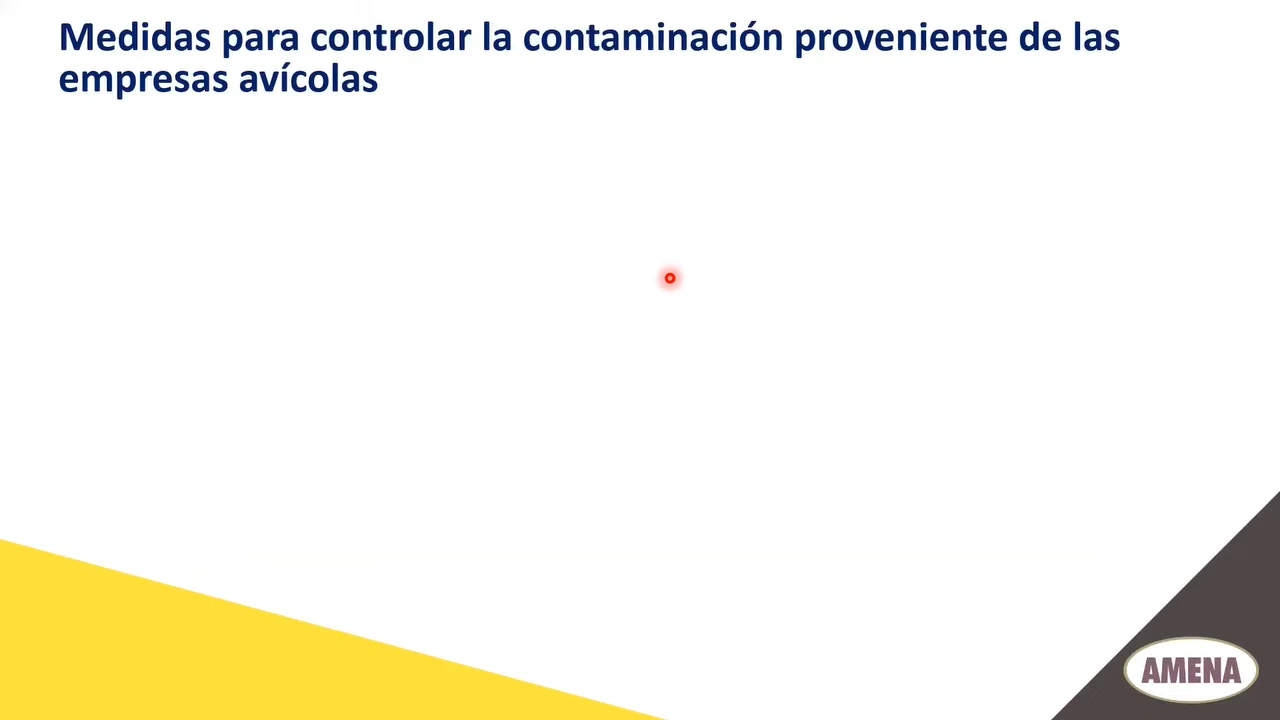 Medidas para controlar la contaminación proveniente de las
empresas avícolas
AMENA